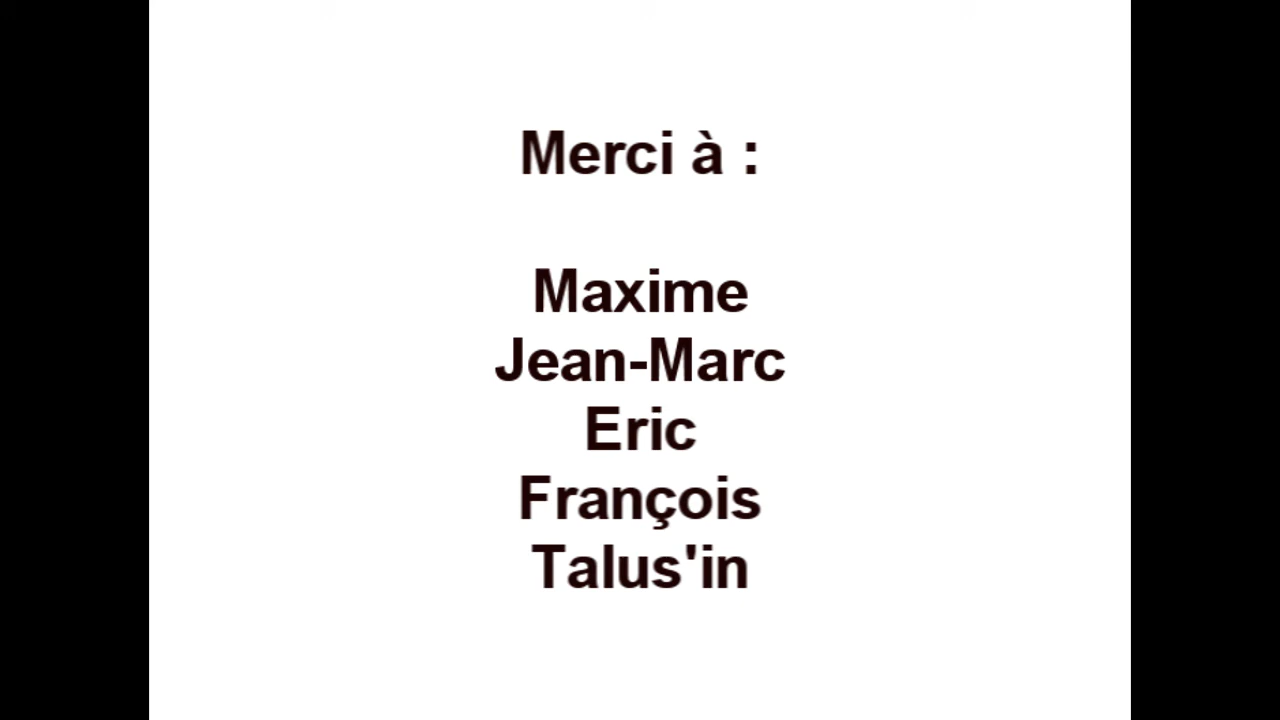 Merci à :
Maxime
Jean-Marc
Eric
François
Talus'in